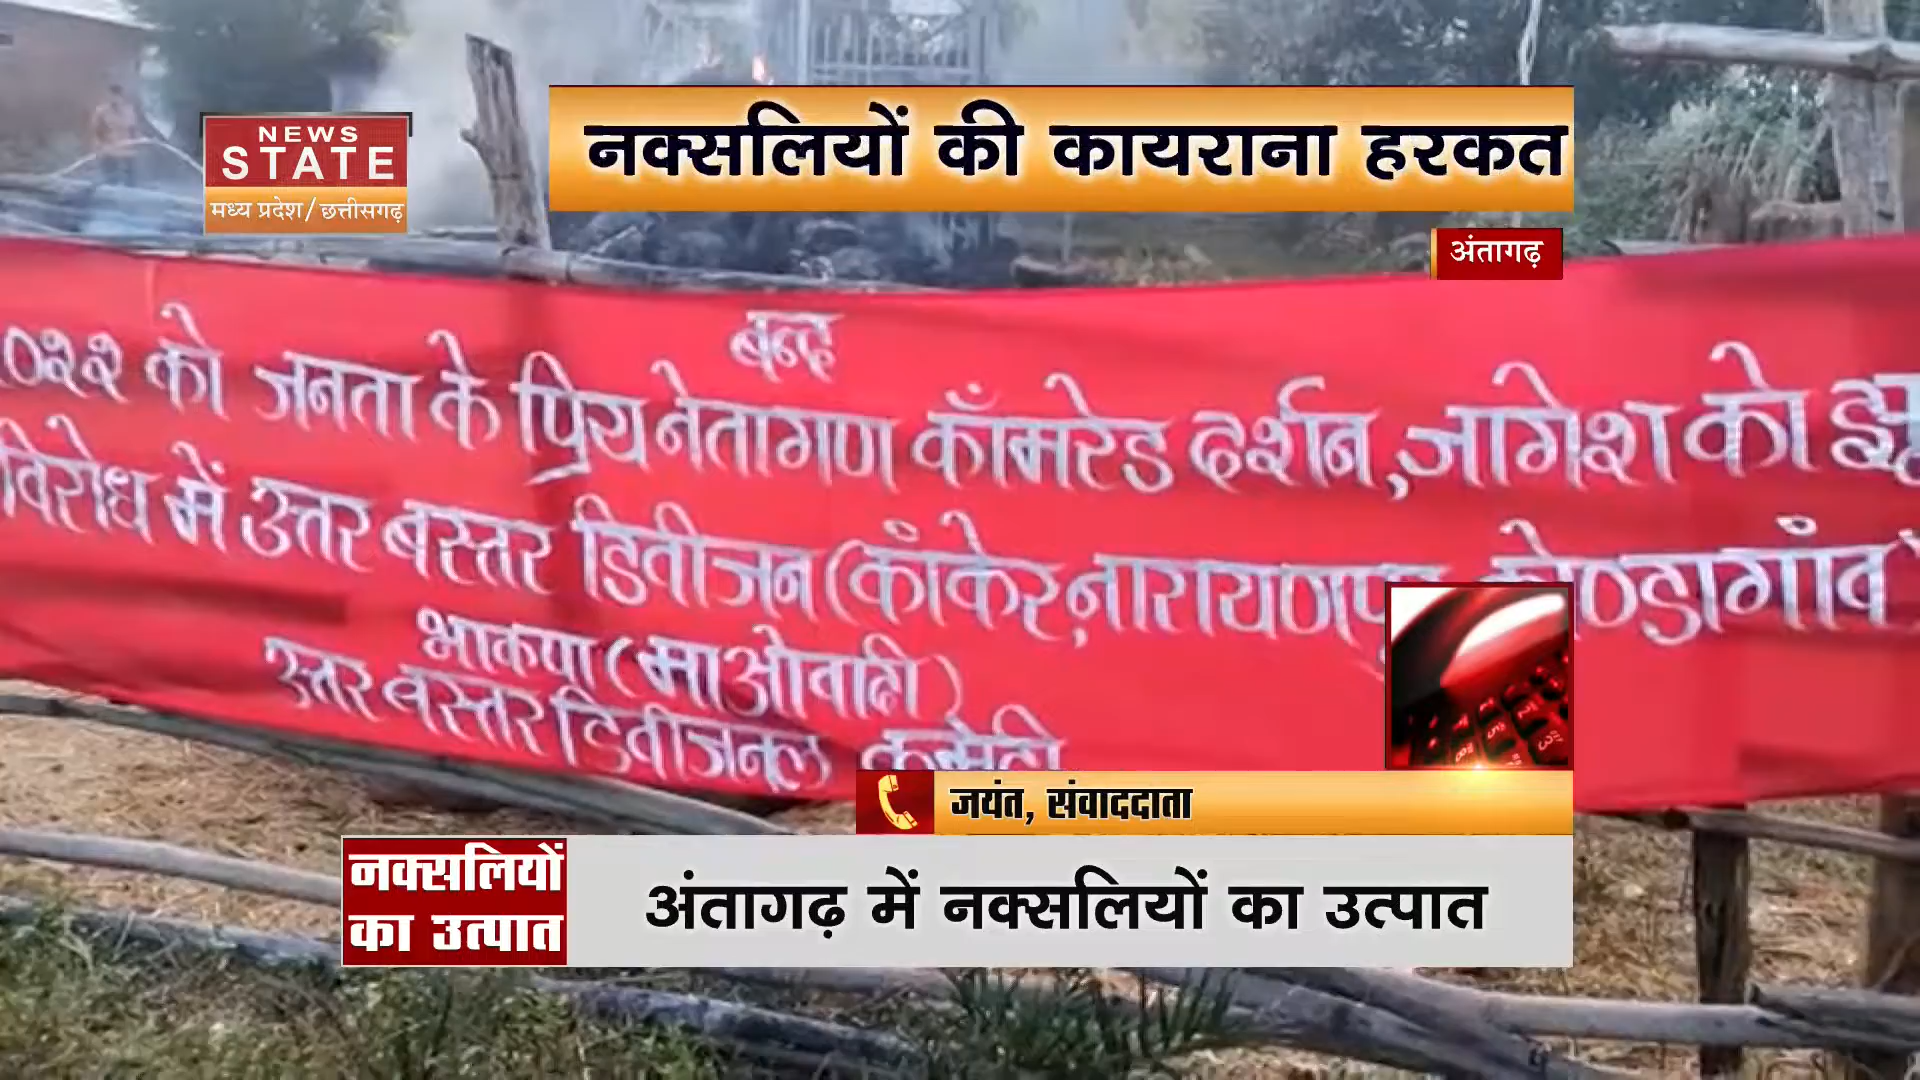 नक्सलियों की कायराना हरकत
NEWS
STATE
मध्य प्रदेश/छत्तीसगढ़
अंतागढ़
बन्द
०२२ को जनता के प्रिय नेतागण कॉमरेड दर्शन, जागेश को
विरोध में उत्तर बस्तर डिवीजन (कांकेर, नारायणपुर, कोण्डागांव)
भाकपा (माओवादी)
उत्तर बस्तर डिवीजनल कमेटी
जयंत, संवाददाता
नक्सलियों
का उत्पात
अंतागढ़ में नक्सलियों का उत्पात